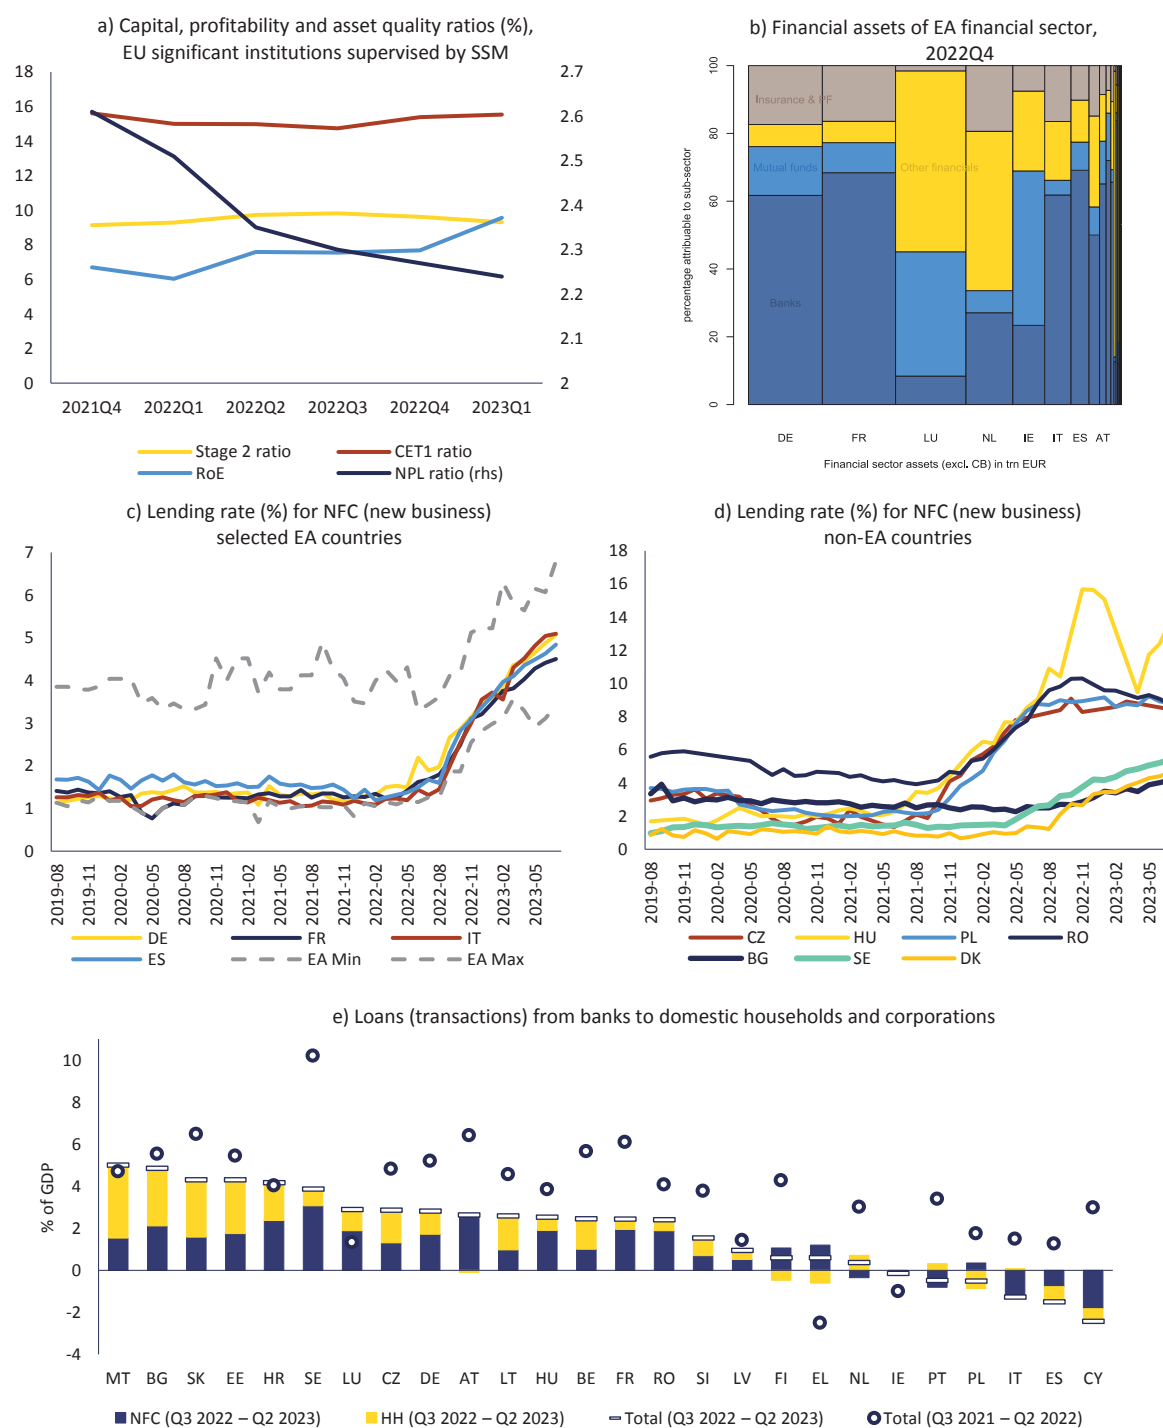 a) Capital, profitability and asset quality ratios (%),
EU significant institutions supervised by SSM
18
16
14
12
10
8
6
4
2
0
2.7
2.6
2.5
2.4
2.3
2.2
2.1
2
2021Q4 2022Q1 2022Q2 2022Q3 2022Q4 2023Q1
Stage 2 ratio CET1 ratio
RoE NPL ratio (rhs)
b) Financial assets of EA financial sector,
2022Q4
percentage attribuable to sub-sector
100
80
60
40
20
0
Insurance & PF
Mutual funds
Other financials
Banks
DE FR LU NL IE IT ES AT
Financial sector assets (excl. CB) in trn EUR
c) Lending rate (%) for NFC (new business)
selected EA countries
7
6
5
4
3
2
1
0
2019-08 2019-11 2020-02 2020-05 2020-08 2020-11 2021-02 2021-05 2021-08 2021-11 2022-02 2022-05 2022-08 2022-11 2023-02 2023-05
DE FR IT
ES EA Min EA Max
d) Lending rate (%) for NFC (new business)
non-EA countries
18
16
14
12
10
8
6
4
2
0
2019-08 2019-11 2020-02 2020-05 2020-08 2020-11 2021-02 2021-05 2021-08 2021-11 2022-02 2022-05 2022-08 2022-11 2023-02 2023-05
CZ HU PL RO
BG SE DK
e) Loans (transactions) from banks to domestic households and corporations
% of GDP
10
8
6
4
2
0
-2
-4
MT BG SK EE HR SE LU CZ DE AT LT HU BE FR RO SI LV FI EL NL IE PT PL IT ES CY
NFC (Q3 2022 – Q2 2023) HH (Q3 2022 – Q2 2023) Total (Q3 2022 – Q2 2023) Total (Q3 2021 – Q2 2022)